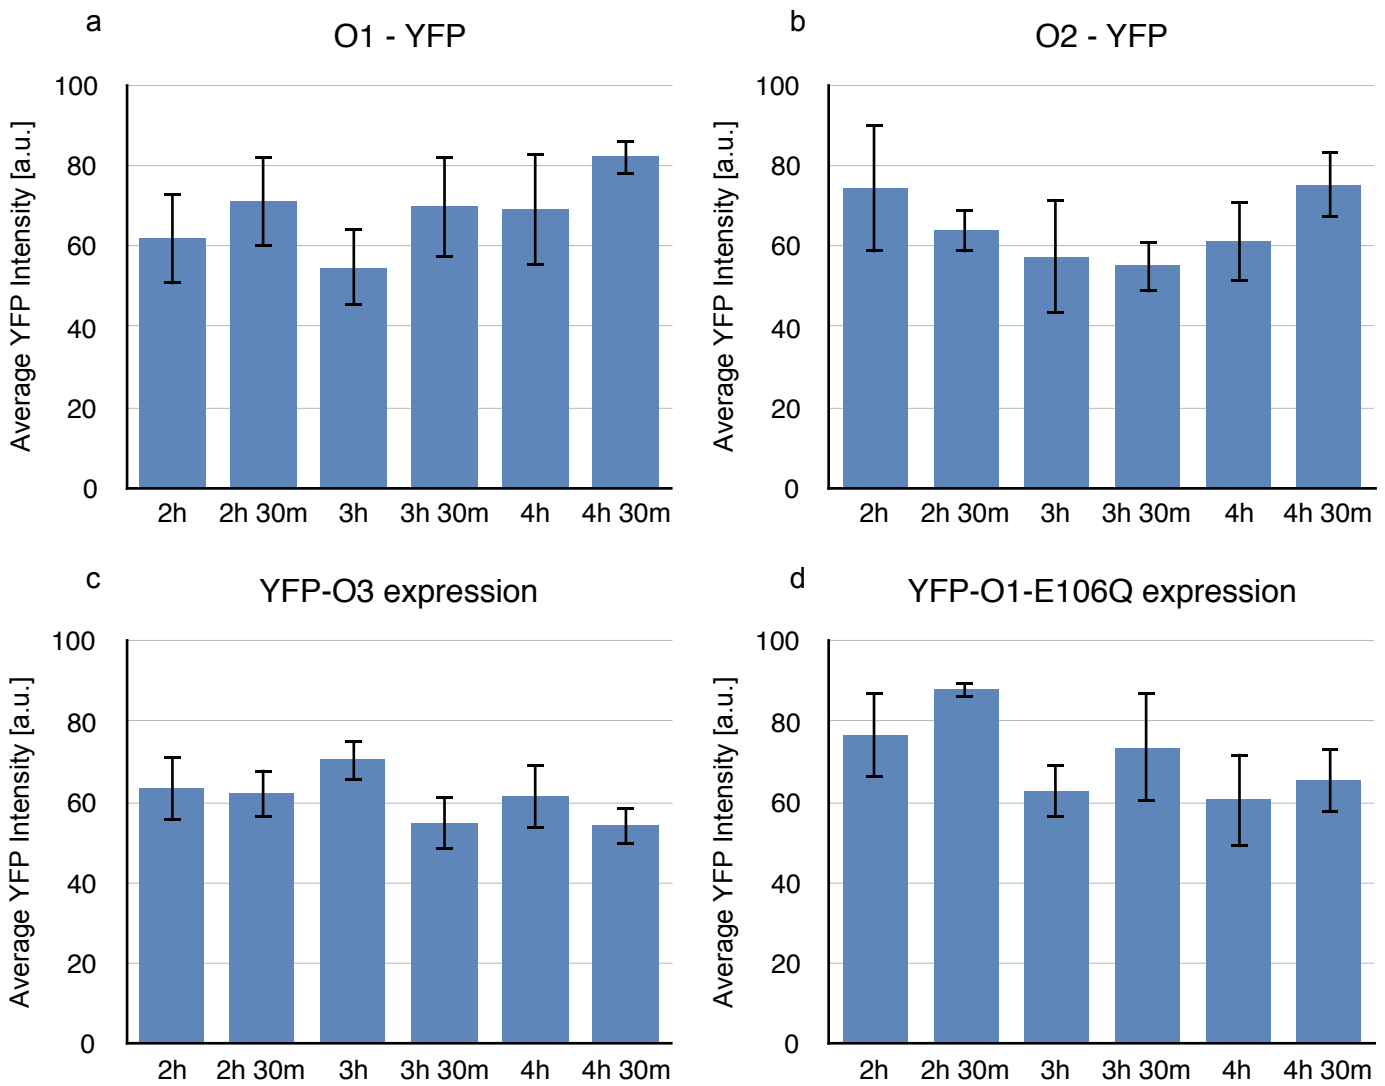 a
O1 - YFP
Average YFP Intensity [a.u.]
100
80
60
40
20
0
2h 2h 30m 3h 3h 30m 4h 4h 30m
b
O2 - YFP
Average YFP Intensity [a.u.]
100
80
60
40
20
0
2h 2h 30m 3h 3h 30m 4h 4h 30m
c
YFP-O3 expression
Average YFP Intensity [a.u.]
100
80
60
40
20
0
2h 2h 30m 3h 3h 30m 4h 4h 30m
d
YFP-O1-E106Q expression
Average YFP Intensity [a.u.]
100
80
60
40
20
0
2h 2h 30m 3h 3h 30m 4h 4h 30m